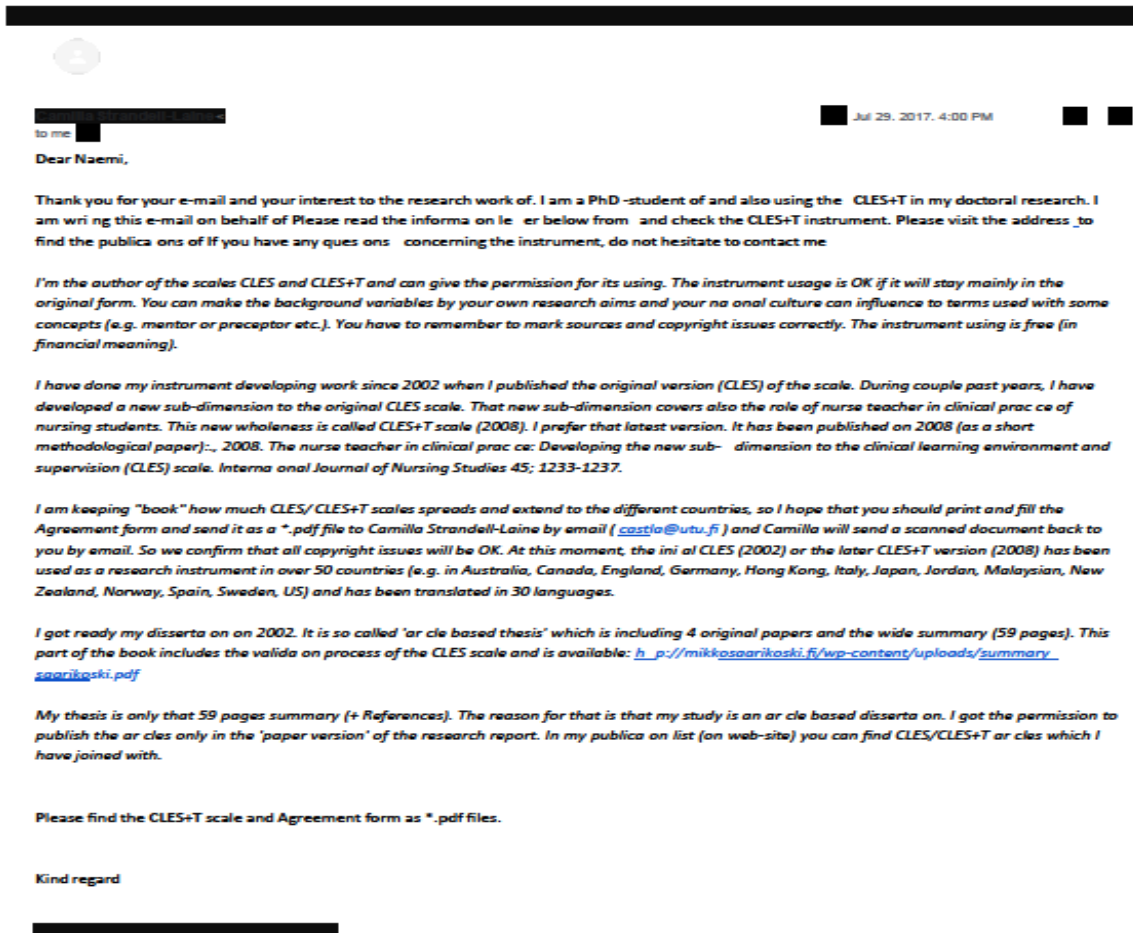 Camilla Strandell-Laine<
Jul 29. 2017. 4:00 PM
to me
Dear Naemi,
Thank you for your e-mail and your interest to the research work of. I am a PhD -student of and also using the CLES+T in my doctoral research. I
am wri ng this e-mail on behalf of Please read the informa on le er below from and check the CLES+T instrument. Please visit the address _to
find the publica ons of If you have any ques ons concerning the instrument, do not hesitate to contact me
I'm the author of the scales CLES and CLES+T and can give the permission for its using. The instrument usage is OK if it will stay mainly in the
original form. You can make the background variables by your own research aims and your na onal culture can influence to terms used with some
concepts (e.g. mentor or preceptor etc.). You have to remember to mark sources and copyright issues correctly. The instrument using is free (in
financial meaning).
I have done my instrument developing work since 2002 when I published the original version (CLES) of the scale. During couple past years, I have
developed a new sub-dimension to the original CLES scale. That new sub-dimension covers also the role of nurse teacher in clinical prac ce of
nursing students. This new wholeness is called CLES+T scale (2008). I prefer that latest version. It has been published on 2008 (as a short
methodological paper):., 2008. The nurse teacher in clinical prac ce: Developing the new sub- dimension to the clinical learning environment and
supervision (CLES) scale. Interna onal Journal of Nursing Studies 45; 1233-1237.
I am keeping "book" how much CLES/ CLES+T scales spreads and extend to the different countries, so I hope that you should print and fill the
Agreement form and send it as a *.pdf file to Camilla Strandell-Laine by email ( castla@utu.fi ) and Camilla will send a scanned document back to
you by email. So we confirm that all copyright issues will be OK. At this moment, the ini al CLES (2002) or the later CLES+T version (2008) has been
used as a research instrument in over 50 countries (e.g. in Australia, Canada, England, Germany, Hong Kong, Italy, Japan, Jordan, Malaysian, New
Zealand, Norway, Spain, Sweden, US) and has been translated in 30 languages.
I got ready my disserta on on 2002. It is so called 'ar cle based thesis' which is including 4 original papers and the wide summary (59 pages). This
part of the book includes the valida on process of the CLES scale and is available: h p://mikkosaarikoski.fi/wp-content/uploads/summary_
saarikoski.pdf
My thesis is only that 59 pages summary (+ References). The reason for that is that my study is an ar cle based disserta on. I got the permission to
publish the ar cles only in the 'paper version' of the research report. In my publica on list (on web-site) you can find CLES/CLES+T ar cles which I
have joined with.
Please find the CLES+T scale and Agreement form as *.pdf files.
Kind regard